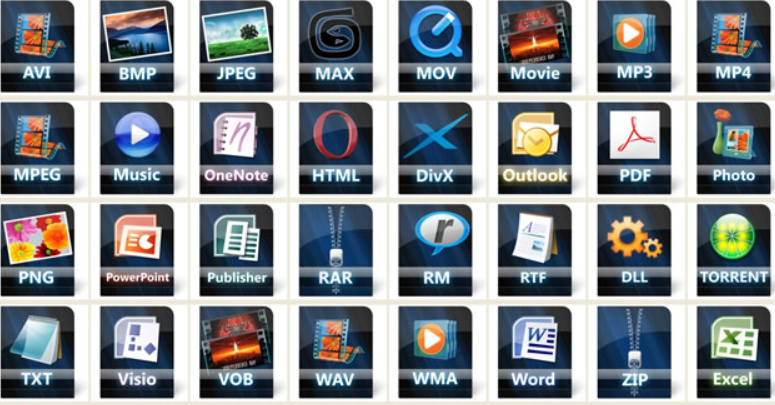 AVI
BMP
JPEG
MAX
MOV
Movie
MP3
MP4
MPEG
Music
OneNote
HTML
DivX
Outlook
PDF
Photo
PNG
PowerPoint
Publisher
RAR
RM
RTF
DLL
TORRENT
TXT
Visio
VOB
WAV
WMA
Word
ZIP
Excel